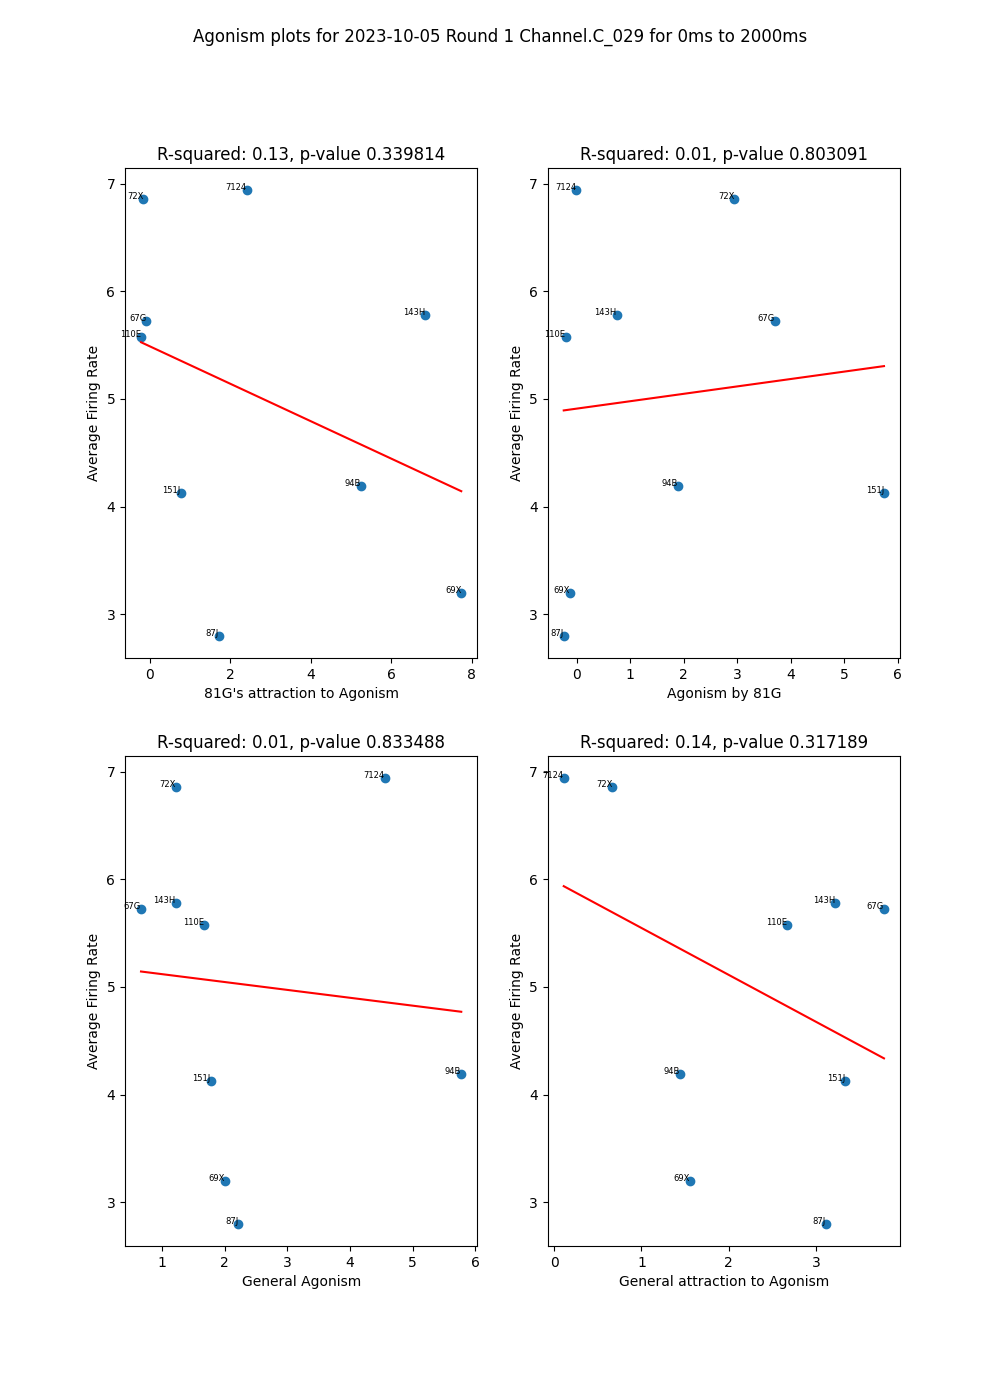 Agonism plots for 2023-10-05 Round 1 Channel.C_029 for 0ms to 2000ms
R-squared: 0.13, p-value 0.339814
7
6
5
4
3
Average Firing Rate
72X
7124
67G
110E
143H
151J
94B
69X
87J
0 2 4 6 8
81G's attraction to Agonism
R-squared: 0.01, p-value 0.803091
7
6
5
4
3
Average Firing Rate
7124
72X
143H
67G
110E
94B
151J
69X
87J
0 1 2 3 4 5 6
Agonism by 81G
R-squared: 0.01, p-value 0.833488
7
6
5
4
3
Average Firing Rate
7124
72X
143H
67G
110E
94B
151J
69X
87J
1 2 3 4 5 6
General Agonism
R-squared: 0.14, p-value 0.317189
7
6
5
4
3
Average Firing Rate
7124
72X
143H
67G
110E
94B
151J
69X
87J
0 1 2 3
General attraction to Agonism